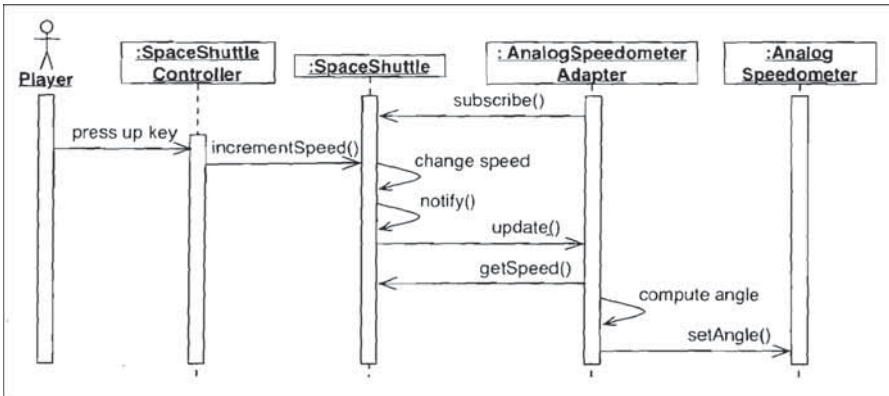 Player
:SpaceShuttle
Controller
:SpaceShuttle
: AnalogSpeedometer
Adapter
:Analog
Speedometer
subscribe()
press up key
incrementSpeed()
change speed
notify()
update()
getSpeed()
compute angle
setAngle()